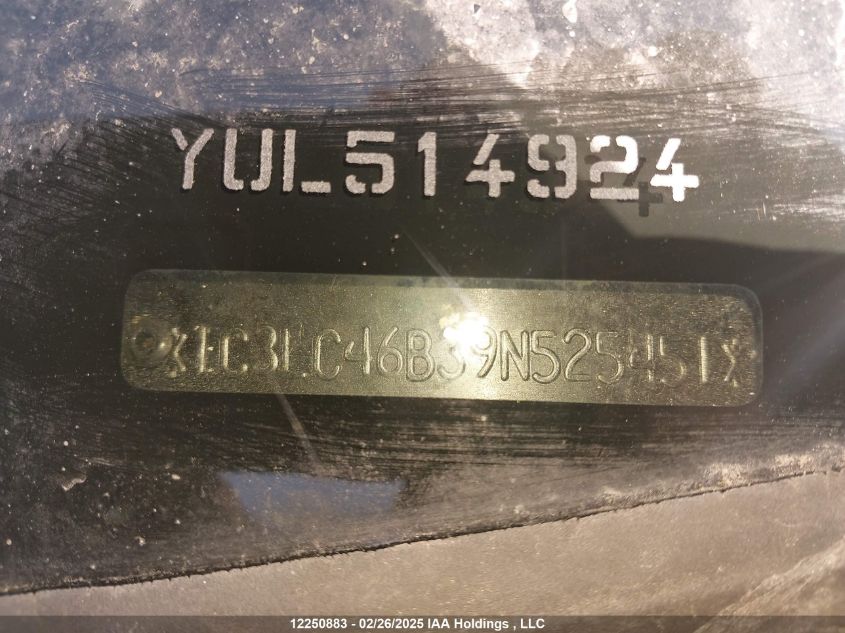 YUL514924
*1C3LC46B39N525451*
12250883 - 02/26/2025 IAA Holdings , LLC